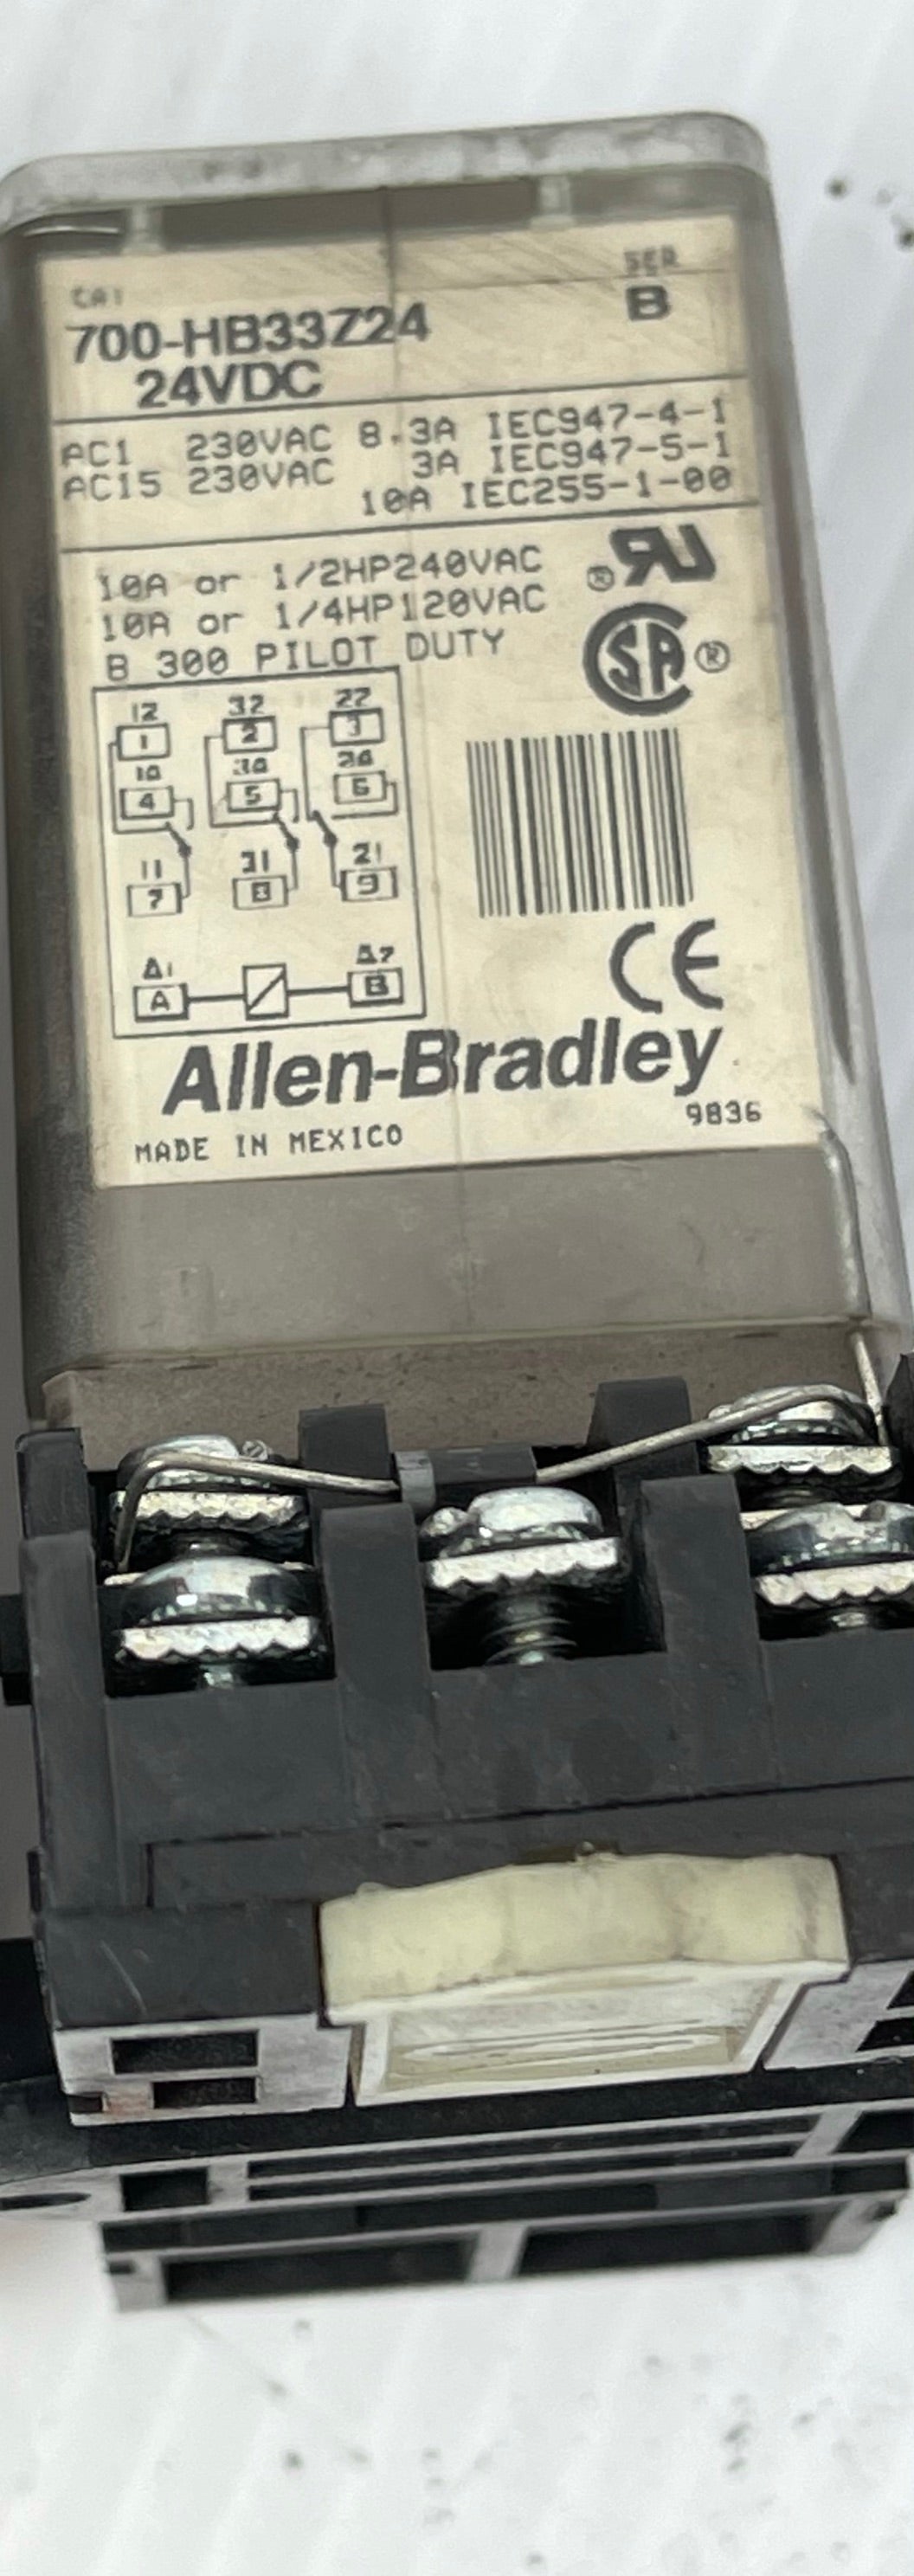 CAT SER
700-HB33Z24 B
24VDC
AC1 230VAC 8.3A IEC947-4-1
AC15 230VAC 3A IEC947-5-1
10A IEC255-1-00
10A or 1/2HP240VAC
10A or 1/4HP120VAC
B 300 PILOT DUTY
® RU
SA ®
12 32 22
1 2 3
14 34 24
4 5 6
11 31 21
7 8 9
A1 A2
A B
CE
Allen-Bradley
MADE IN MEXICO 9836